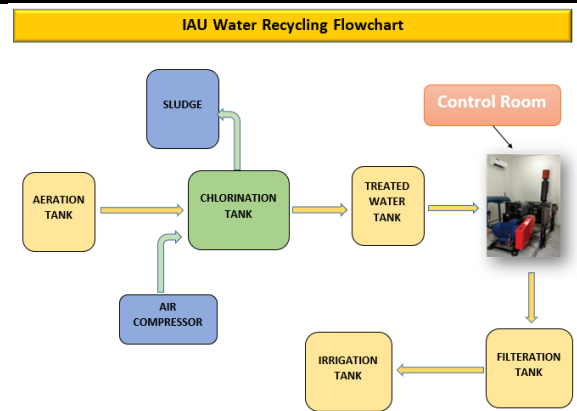 IAU Water Recycling Flowchart
SLUDGE
Control Room
AERATION
TANK
CHLORINATION
TANK
TREATED
WATER
TANK
AIR
COMPRESSOR
IRRIGATION
TANK
FILTERATION
TANK